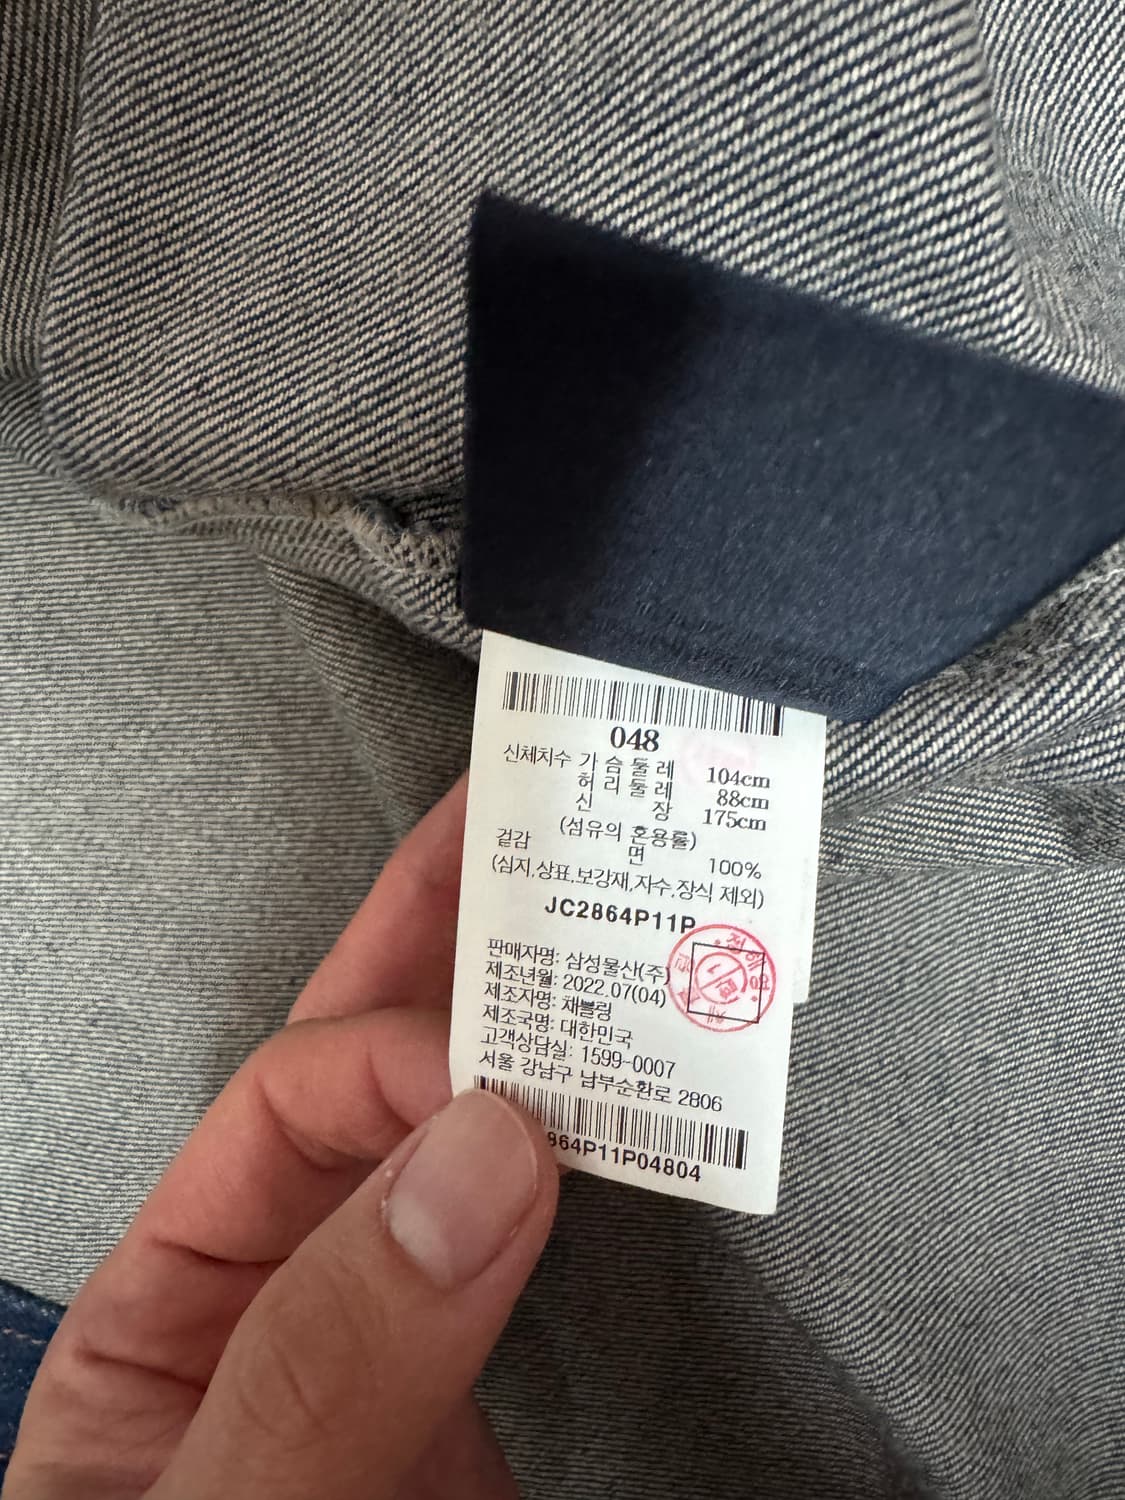 048
신체치수 가 슴 둘 레 104cm
허 리 둘 레 88cm
신 장 175cm
(섬유의 혼용률)
겉감 면 100%
(심지,상표,보강재,자수,장식 제외)
JC2864P11P
판매자명: 삼성물산(주)
제조년월: 2022.07(04)
제조자명: 채블링
제조국명: 대한민국
고객상담실: 1599-0007
서울 강남구 남부순환로 2806
864P11P04804